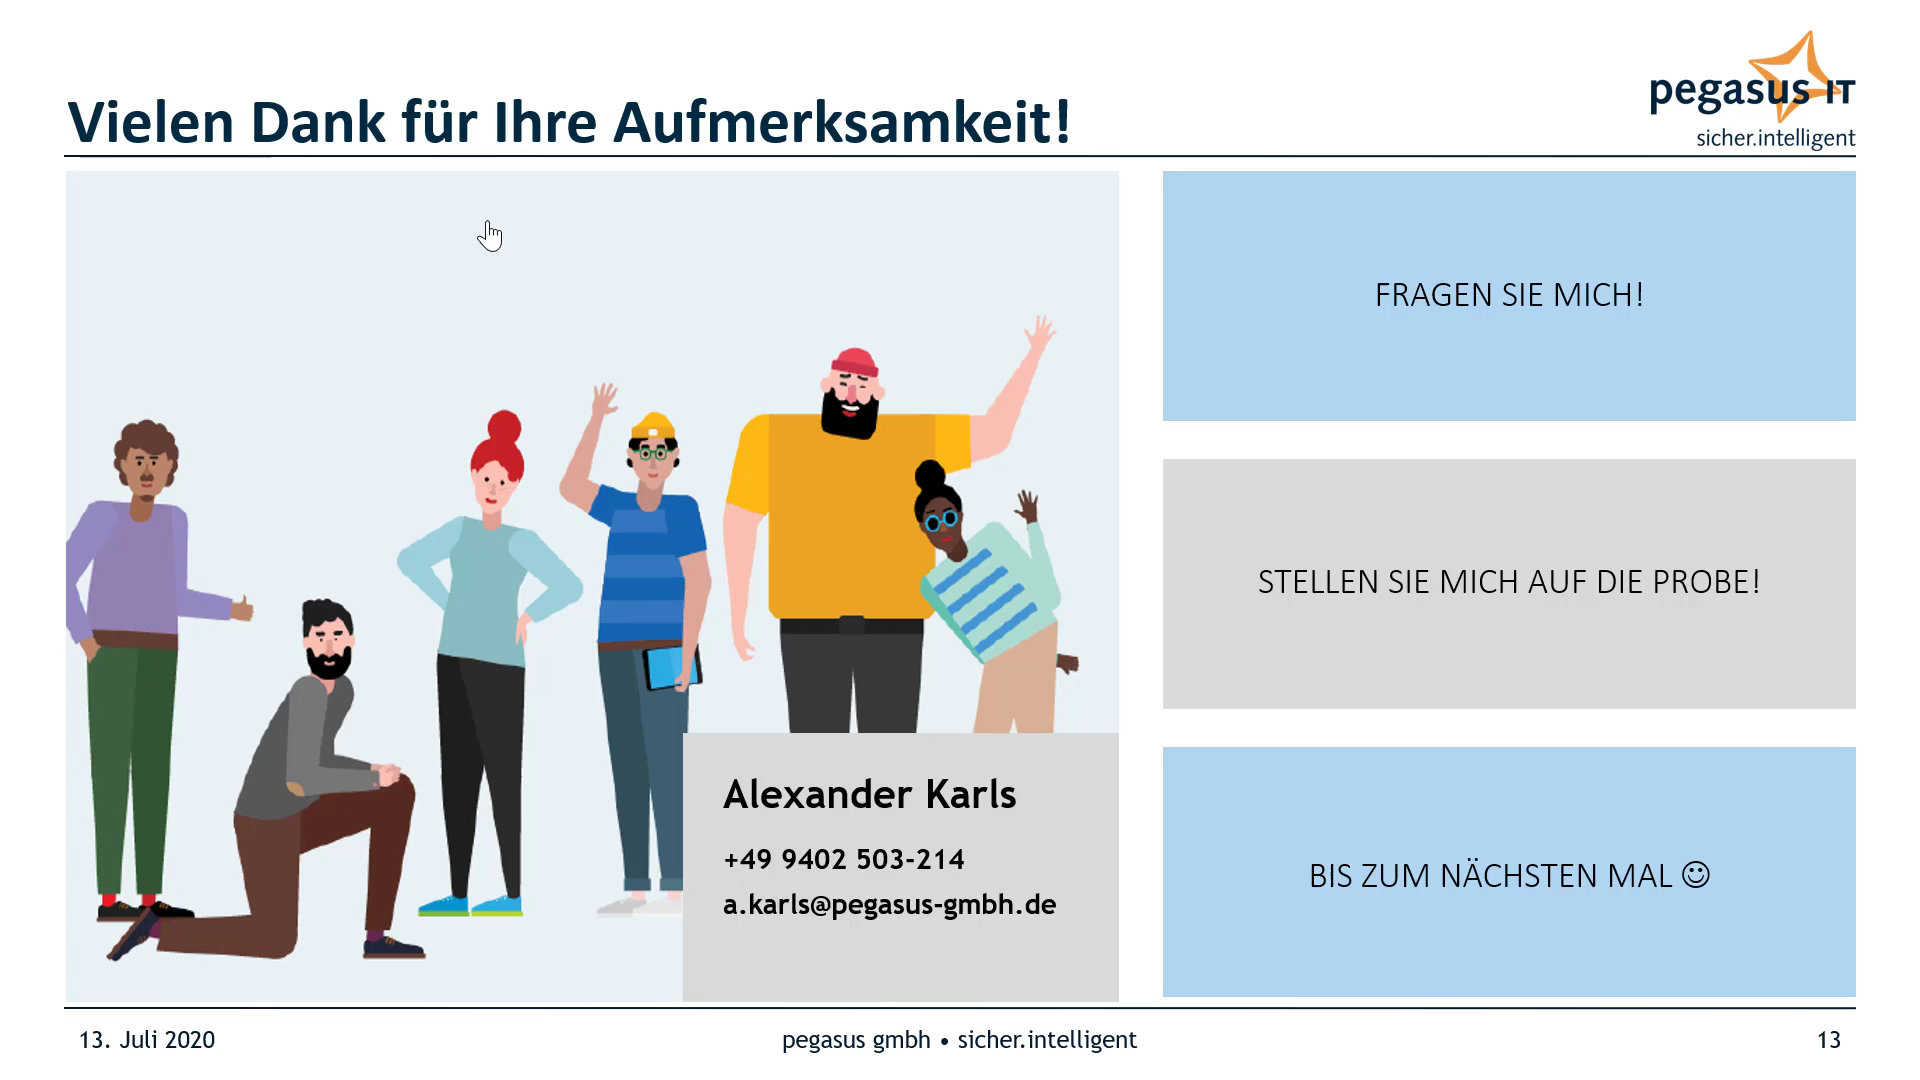 Vielen Dank für Ihre Aufmerksamkeit!
pegasus IT
sicher.intelligent
FRAGEN SIE MICH!
STELLEN SIE MICH AUF DIE PROBE!
BIS ZUM NÄCHSTEN MAL ☺
Alexander Karls
+49 9402 503-214
a.karls@pegasus-gmbh.de
13. Juli 2020
pegasus gmbh • sicher.intelligent
13